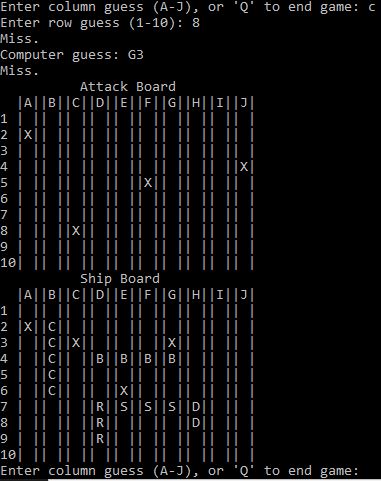 Enter column guess (A-J), or 'Q' to end game: c
Enter row guess (1-10): 8
Miss.
Computer guess: G3
Miss.
          Attack Board
  |A||B||C||D||E||F||G||H||I||J|
1 | || || || || || || || || || |
2 |X|| || || || || || || || || |
3 | || || || || || || || || || |
4 | || || || || || || || || ||X|
5 | || || || || ||X|| || || || |
6 | || || || || || || || || || |
7 | || || || || || || || || || |
8 | || ||X|| || || || || || || |
9 | || || || || || || || || || |
10| || || || || || || || || || |
          Ship Board
  |A||B||C||D||E||F||G||H||I||J|
1 | || || || || || || || || || |
2 |X||C|| || || || || || || || |
3 | ||C||X|| || || ||X|| || || |
4 | ||C|| ||B||B||B||B|| || || |
5 | ||C|| || || || || || || || |
6 | ||C|| || ||X|| || || || || |
7 | || || ||R||S||S||S||D|| || |
8 | || || ||R|| || || ||D|| || |
9 | || || ||R|| || || || || || |
10| || || || || || || || || || |
Enter column guess (A-J), or 'Q' to end game: